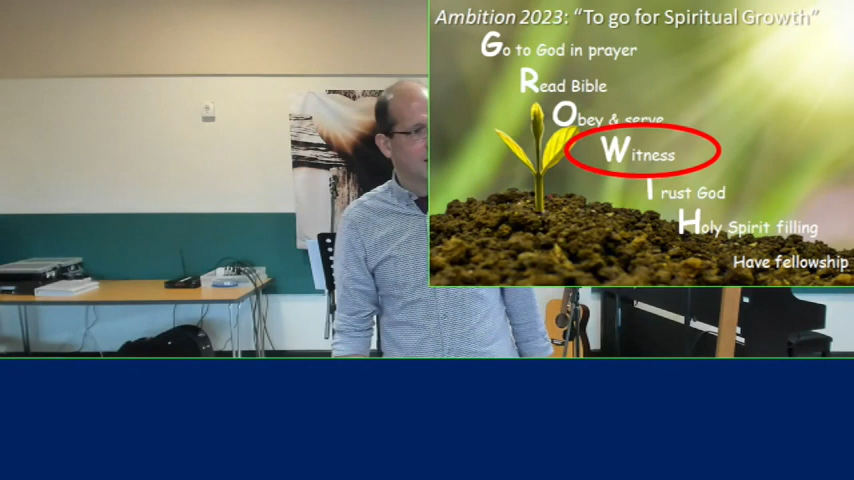 Ambition 2023: "To go for Spiritual Growth"
Go to God in prayer
Read Bible
Obey & serve
Witness
Trust God
Holy Spirit filling
Have fellowship